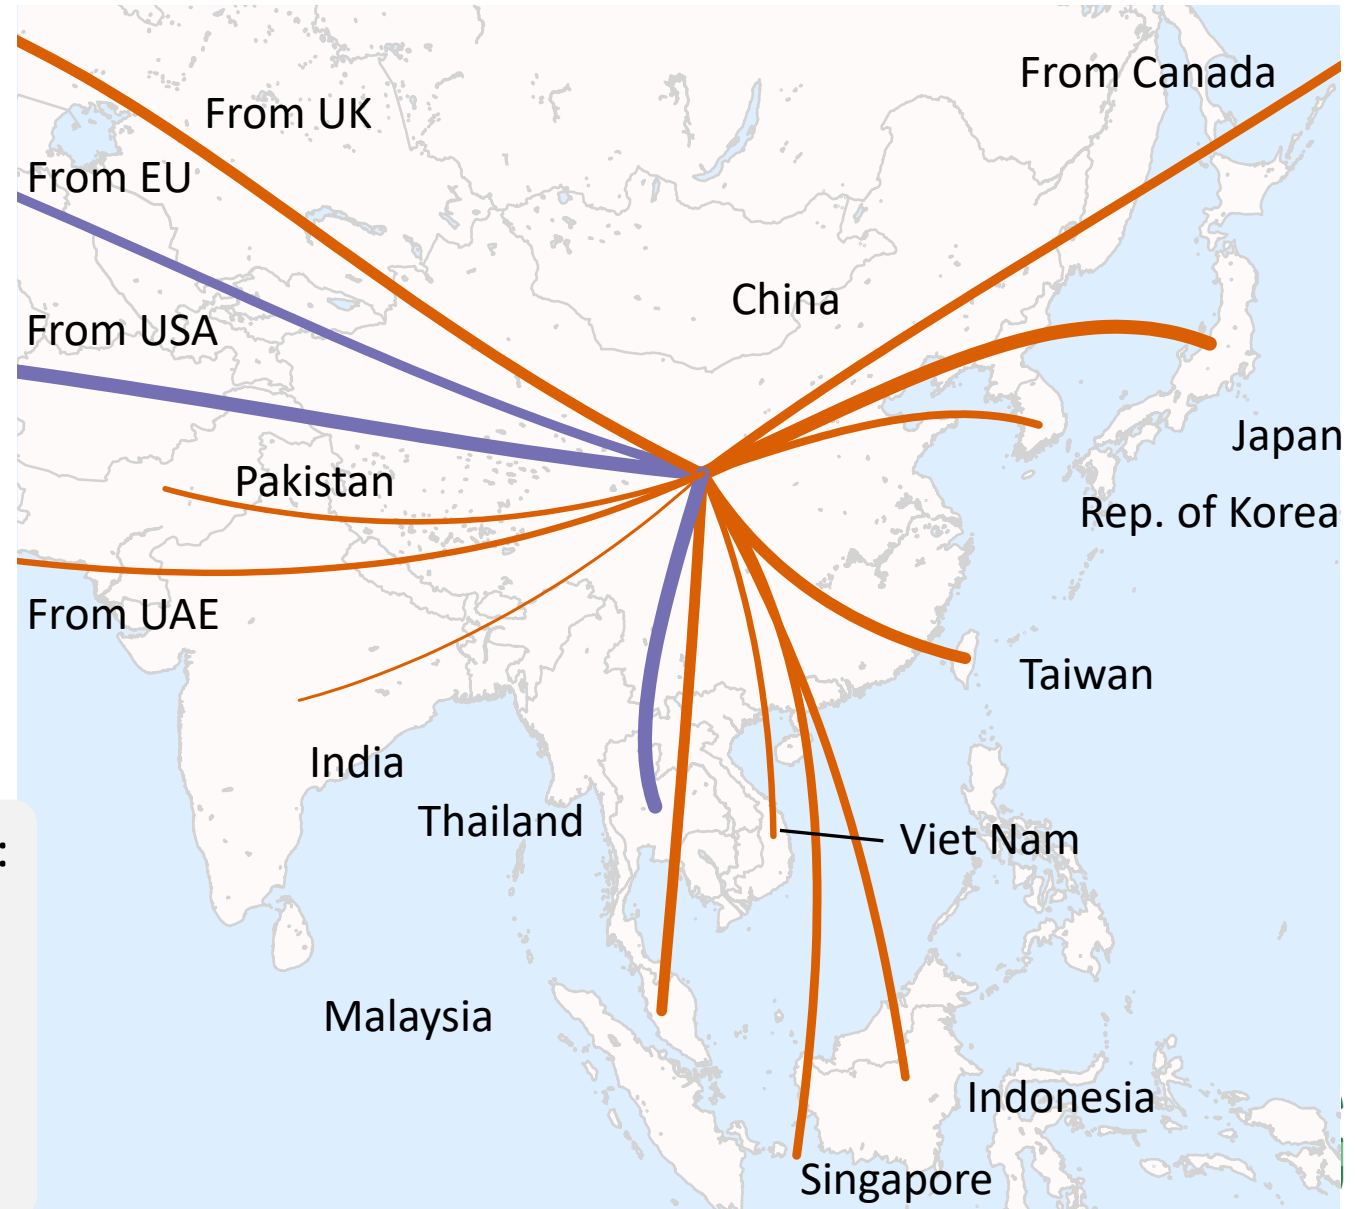 From Canada
From UK
From EU
China
From USA
Japan
Pakistan
Rep. of Korea
From UAE
Taiwan
India
Thailand
Viet Nam
:
Malaysia
Indonesia
Singapore